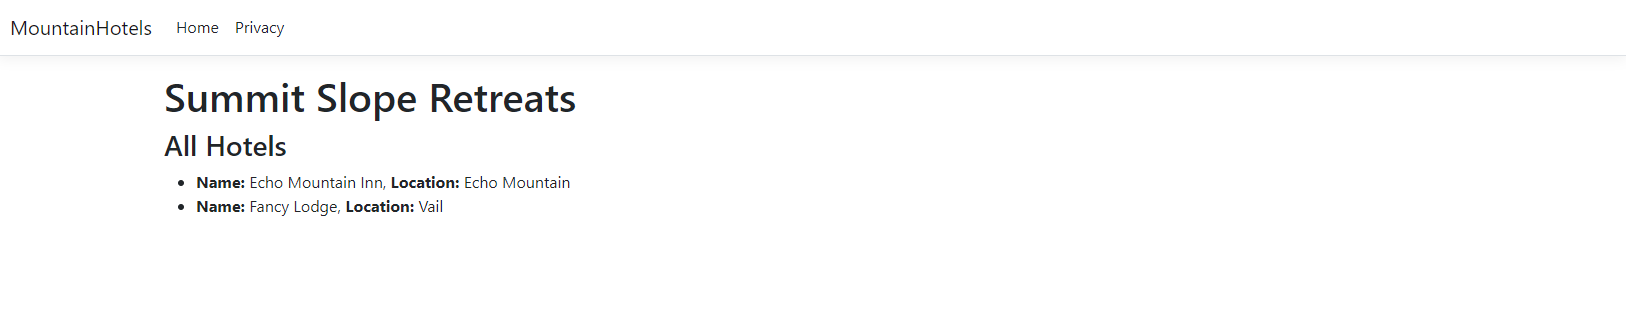 MountainHotels Home Privacy
Summit Slope Retreats
All Hotels
• Name: Echo Mountain Inn, Location: Echo Mountain
• Name: Fancy Lodge, Location: Vail